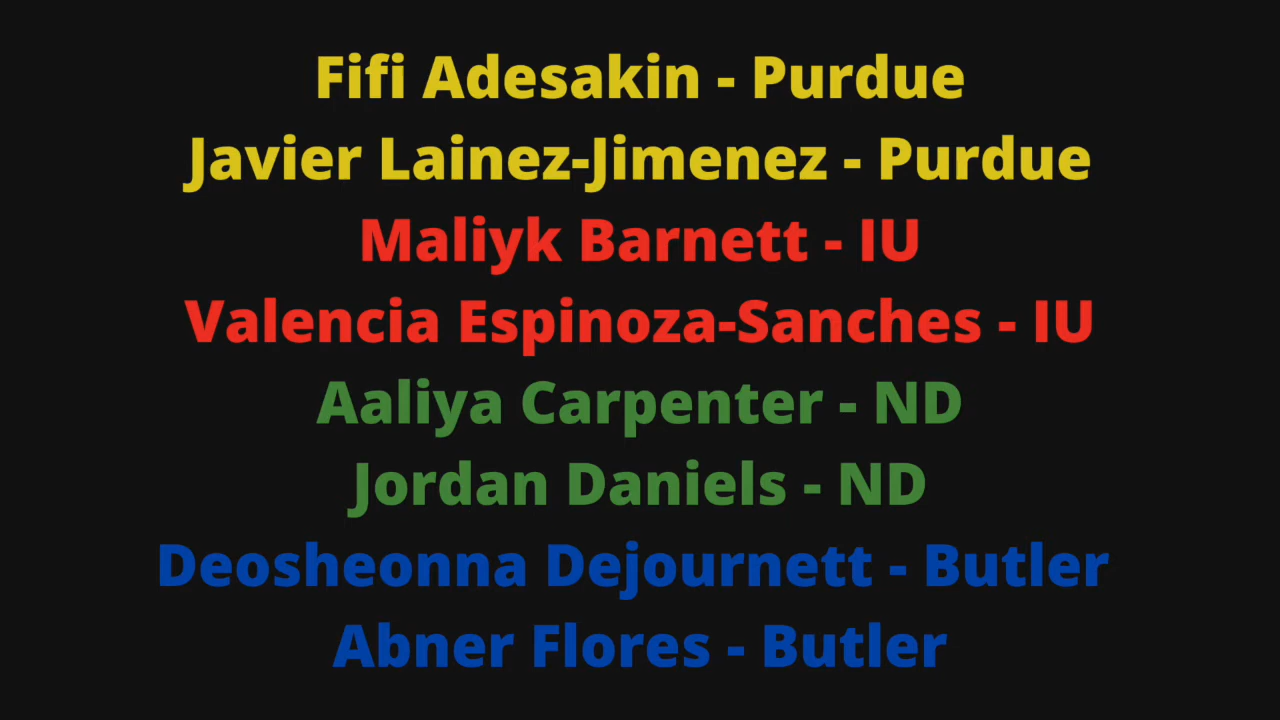 Fifi Adesakin - Purdue
Javier Lainez-Jimenez - Purdue
Maliyk Barnett - IU
Valencia Espinoza-Sanches - IU
Aaliya Carpenter - ND
Jordan Daniels - ND
Deosheonna Dejournett - Butler
Abner Flores - Butler